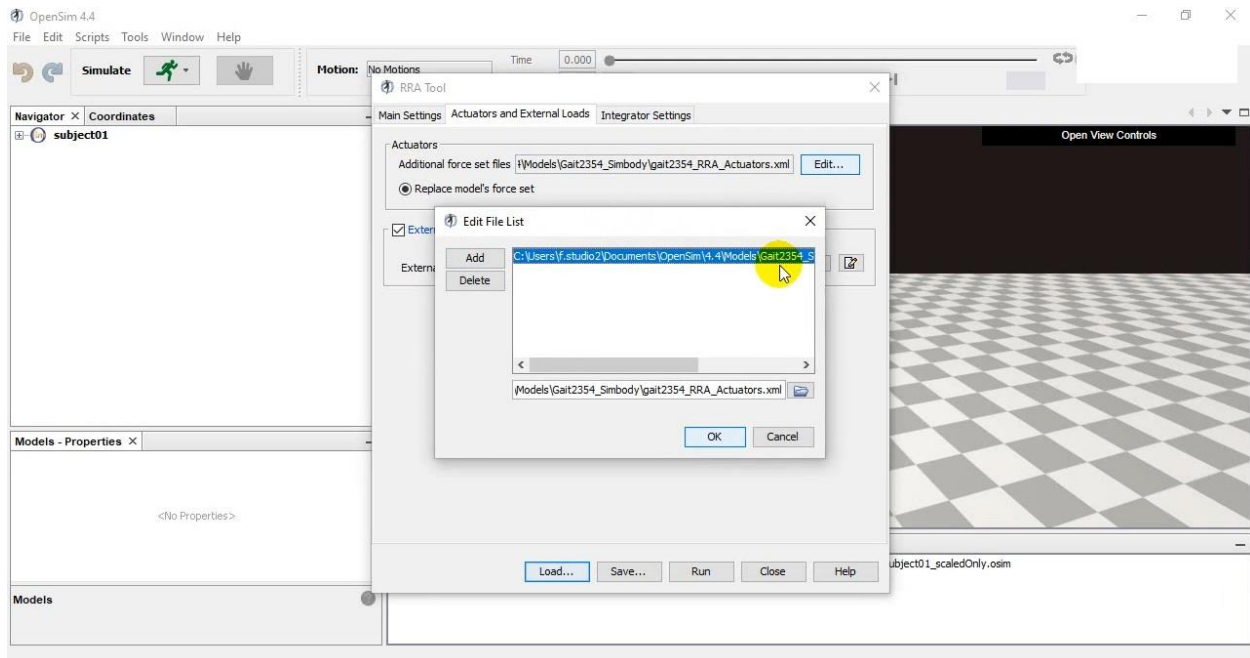 OpenSim 4.4
File Edit Scripts Tools Window Help
Simulate
Motion: No Motions
Time 0.000
RRA Tool
Navigator × Coordinates
Main Settings Actuators and External Loads Integrator Settings
subject01
Open View Controls
Actuators
Additional force set files \Models\Gait2354_Simbody\gait2354_RRA_Actuators.xml Edit...
Replace model's force set
Edit File List
Extern
Add C:\Users\f.studio2\Documents\OpenSim\4.4\Models\Gait2354_S
Externa
Delete
Models\Gait2354_Simbody\gait2354_RRA_Actuators.xml
OK Cancel
Models - Properties ×
<No Properties>
Load... Save... Run Close Help
ubject01_scaledOnly.osim
Models